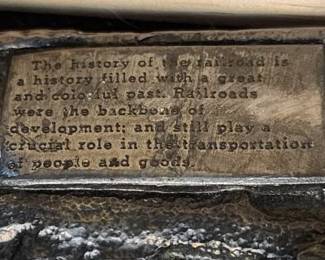 The history of the railroad is
a history filled with a great
and colorful past. Railroads
were the backbone of
development; and still play a
crucial role in the transportation
of people and goods.